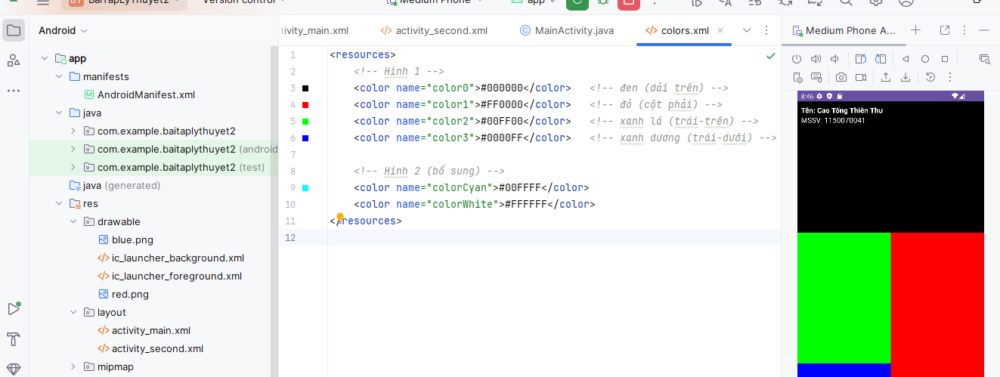 BT BaiTapLyThuyet2 Version control Medium Phone app
Android
app
manifests
AndroidManifest.xml
java
com.example.baitaplythuyet2
com.example.baitaplythuyet2 (android
com.example.baitaplythuyet2 (test)
java (generated)
res
drawable
blue.png
ic_launcher_background.xml
ic_launcher_foreground.xml
red.png
layout
activity_main.xml
activity_second.xml
mipmap
tivity_main.xml activity_second.xml MainActivity.java colors.xml
1 <resources>
2 <!-- Hình 1 -->
3 <color name="color0">#000000</color> <!-- đen (dải trên) -->
4 <color name="color1">#FF0000</color> <!-- đỏ (cột phải) -->
5 <color name="color2">#00FF00</color> <!-- xanh lá (trái-trên) -->
6 <color name="color3">#0000FF</color> <!-- xanh dương (trái-dưới) -->
7
8 <!-- Hình 2 (bổ sung) -->
9 <color name="colorCyan">#00FFFF</color>
10 <color name="colorWhite">#FFFFFF</color>
11 </resources>
12
Medium Phone A...
8:46
Tên: Cao Tống Thiên Thư
MSSV: 1150070041